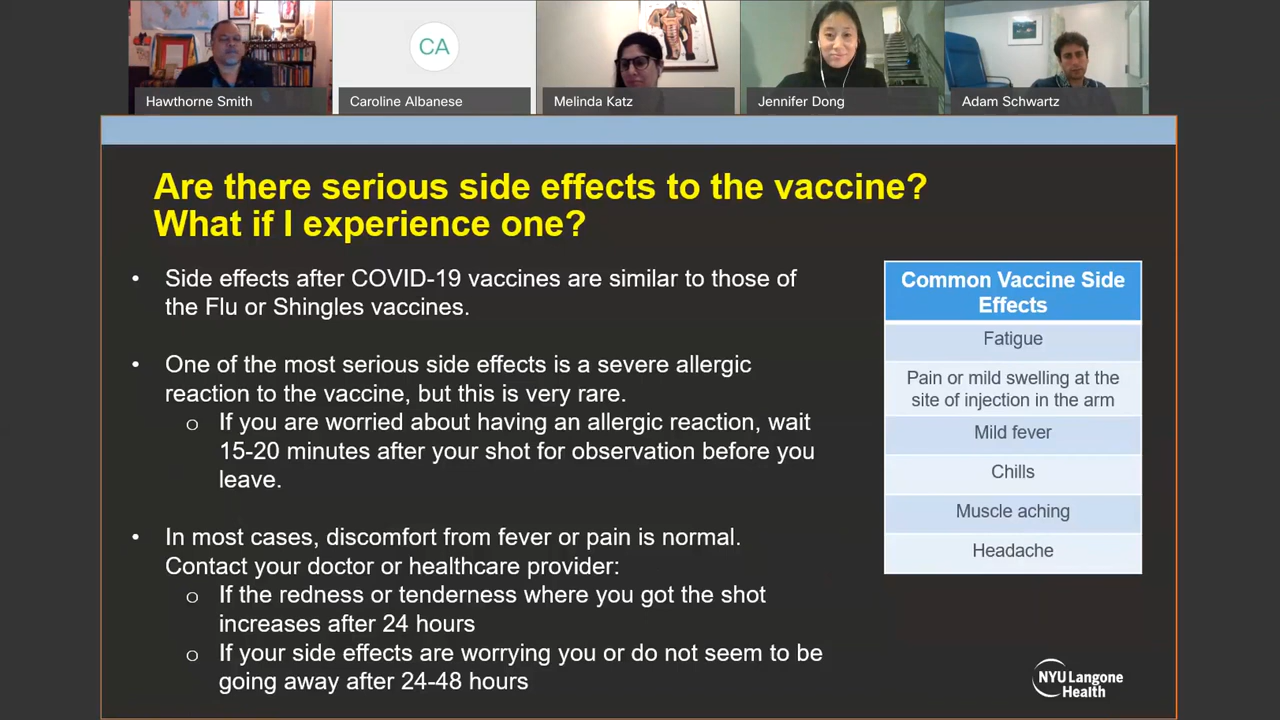 CA
Hawthorne Smith
Caroline Albanese
Melinda Katz
Jennifer Dong
Adam Schwartz
Are there serious side effects to the vaccine?
What if I experience one?
• Side effects after COVID-19 vaccines are similar to those of
the Flu or Shingles vaccines.
• One of the most serious side effects is a severe allergic
reaction to the vaccine, but this is very rare.
o If you are worried about having an allergic reaction, wait
15-20 minutes after your shot for observation before you
leave.
• In most cases, discomfort from fever or pain is normal.
Contact your doctor or healthcare provider:
o If the redness or tenderness where you got the shot
increases after 24 hours
o If your side effects are worrying you or do not seem to be
going away after 24-48 hours
Common Vaccine Side
Effects
Fatigue
Pain or mild swelling at the
site of injection in the arm
Mild fever
Chills
Muscle aching
Headache
NYU Langone
Health